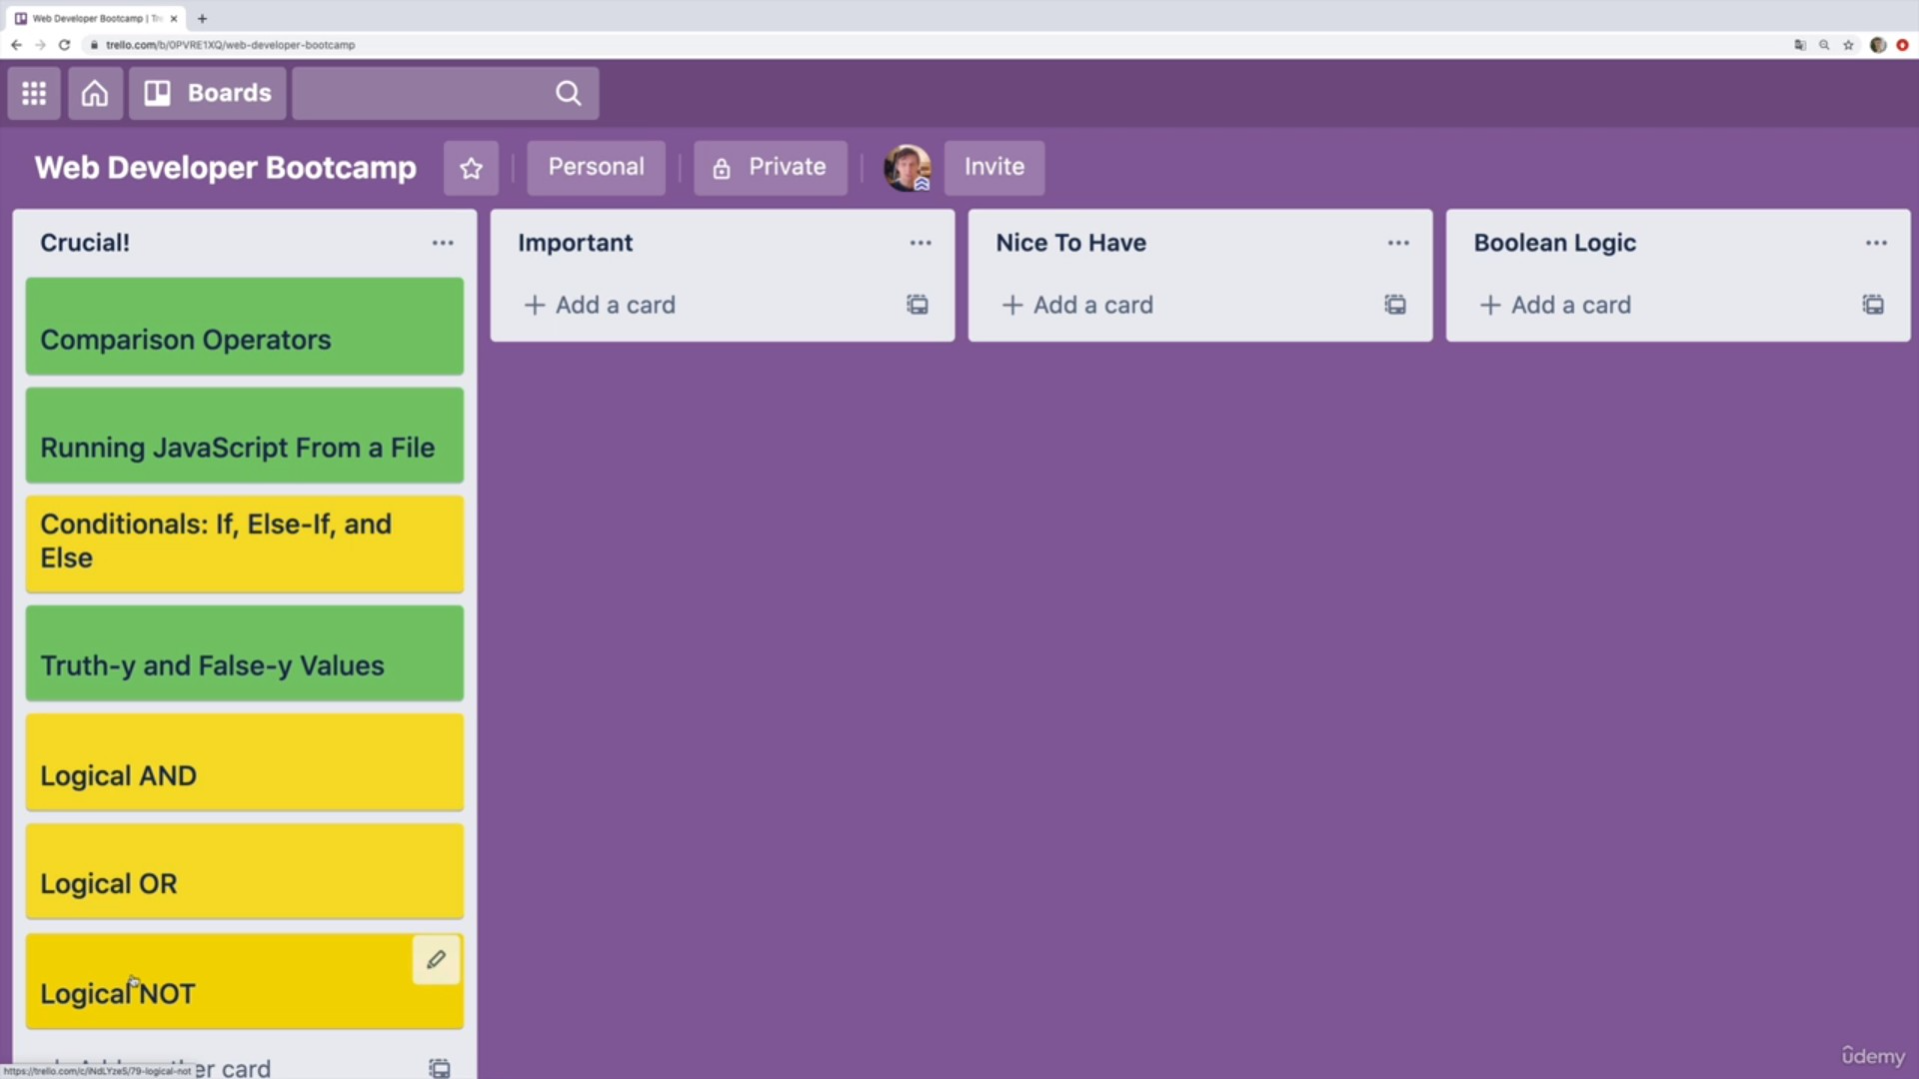 Web Developer Bootcamp | Tre
trello.com/b/0PVRE1XQ/web-developer-bootcamp
Boards
Web Developer Bootcamp
Personal
Private
Invite
Crucial!
Comparison Operators
Running JavaScript From a File
Conditionals: If, Else-If, and
Else
Truth-y and False-y Values
Logical AND
Logical OR
Logical NOT
er card
Important
+ Add a card
Nice To Have
+ Add a card
Boolean Logic
+ Add a card
https://trello.com/c/iNdLYzeS/79-logical-not
ûdemy